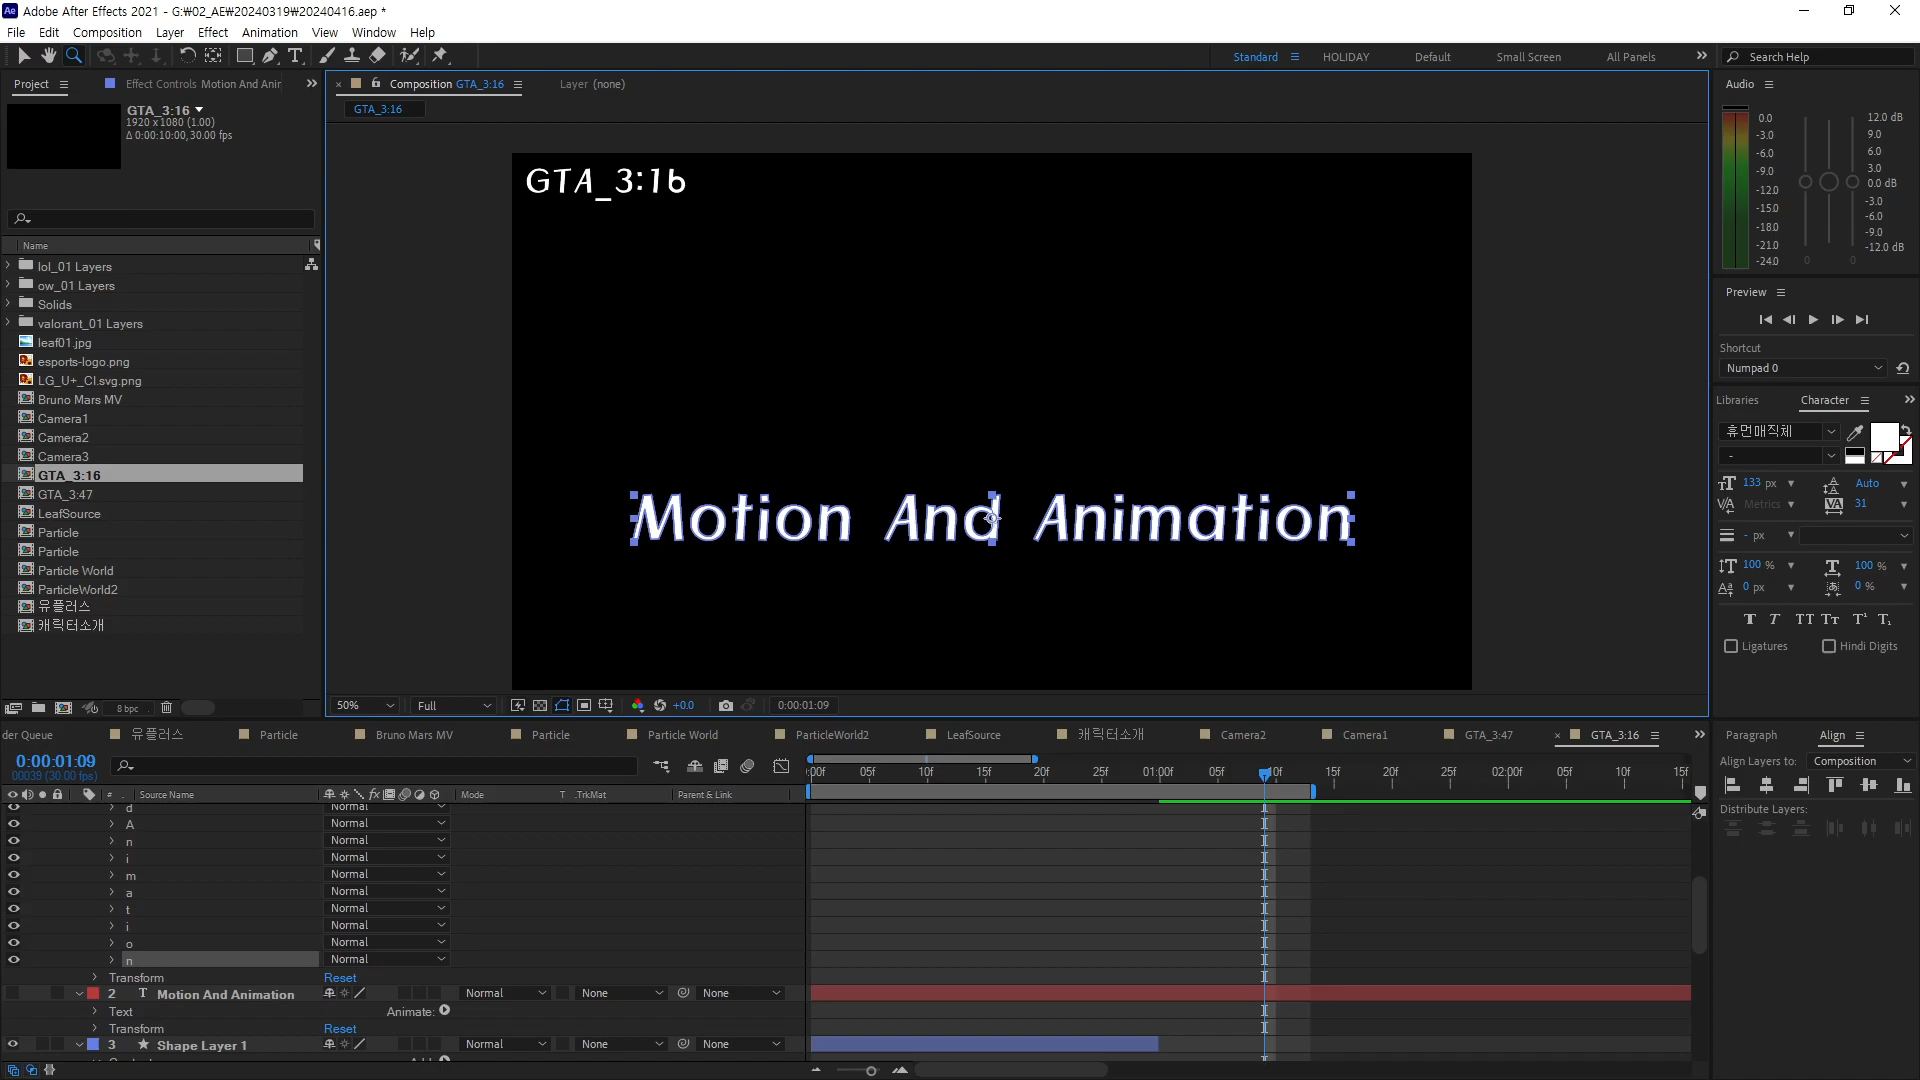 Adobe After Effects 2021 - G:₩02_AE₩20240319₩20240416.aep *
File Edit Composition Layer Effect Animation View Window Help
Standard HOLIDAY Default Small Screen All Panels Search Help
Project Effect Controls Motion And Anir
GTA_3:16
1920 x 1080 (1.00)
Δ 0:00:10:00, 30.00 fps
Name
lol_01 Layers
ow_01 Layers
Solids
valorant_01 Layers
leaf01.jpg
esports-logo.png
LG_U+_CI.svg.png
Bruno Mars MV
Camera1
Camera2
Camera3
GTA_3:16
GTA_3:47
LeafSource
Particle
Particle
Particle World
ParticleWorld2
유플러스
캐릭터소개
8 bpc
Composition GTA_3:16 Layer (none)
GTA_3:16
GTA_3:16
Motion And Animation
50% Full +0.0 0:00:01:09
Audio
0.0 12.0 dB
-3.0 9.0
-6.0 6.0
-9.0 3.0
-12.0 0.0 dB
-15.0 -3.0
-18.0 -6.0
-21.0 -9.0
-24.0 -12.0 dB
0 0
Preview
Shortcut
Numpad 0
Libraries Character
휴먼매직체
-
133 px Auto
Metrics 31
- px
100 % 100 %
0 px 0 %
T T TT Tt T¹ T₁
Ligatures Hindi Digits
der Queue 유플러스 Particle Bruno Mars MV Particle Particle World ParticleWorld2 LeafSource 캐릭터소개 Camera2 Camera1 GTA_3:47 GTA_3:16
0:00:01:09
00039 (30.00 fps)
:00f 05f 10f 15f 20f 25f 01:00f 05f 10f 15f 20f 25f 02:00f 05f 10f 15f
# Source Name fx Mode T .TrkMat Parent & Link
d Normal
A Normal
n Normal
i Normal
m Normal
a Normal
t Normal
i Normal
o Normal
n Normal
Transform Reset
2 T Motion And Animation Normal None None
Text Animate:
Transform Reset
3 Shape Layer 1 Normal None None
Paragraph Align
Align Layers to: Composition
Distribute Layers: